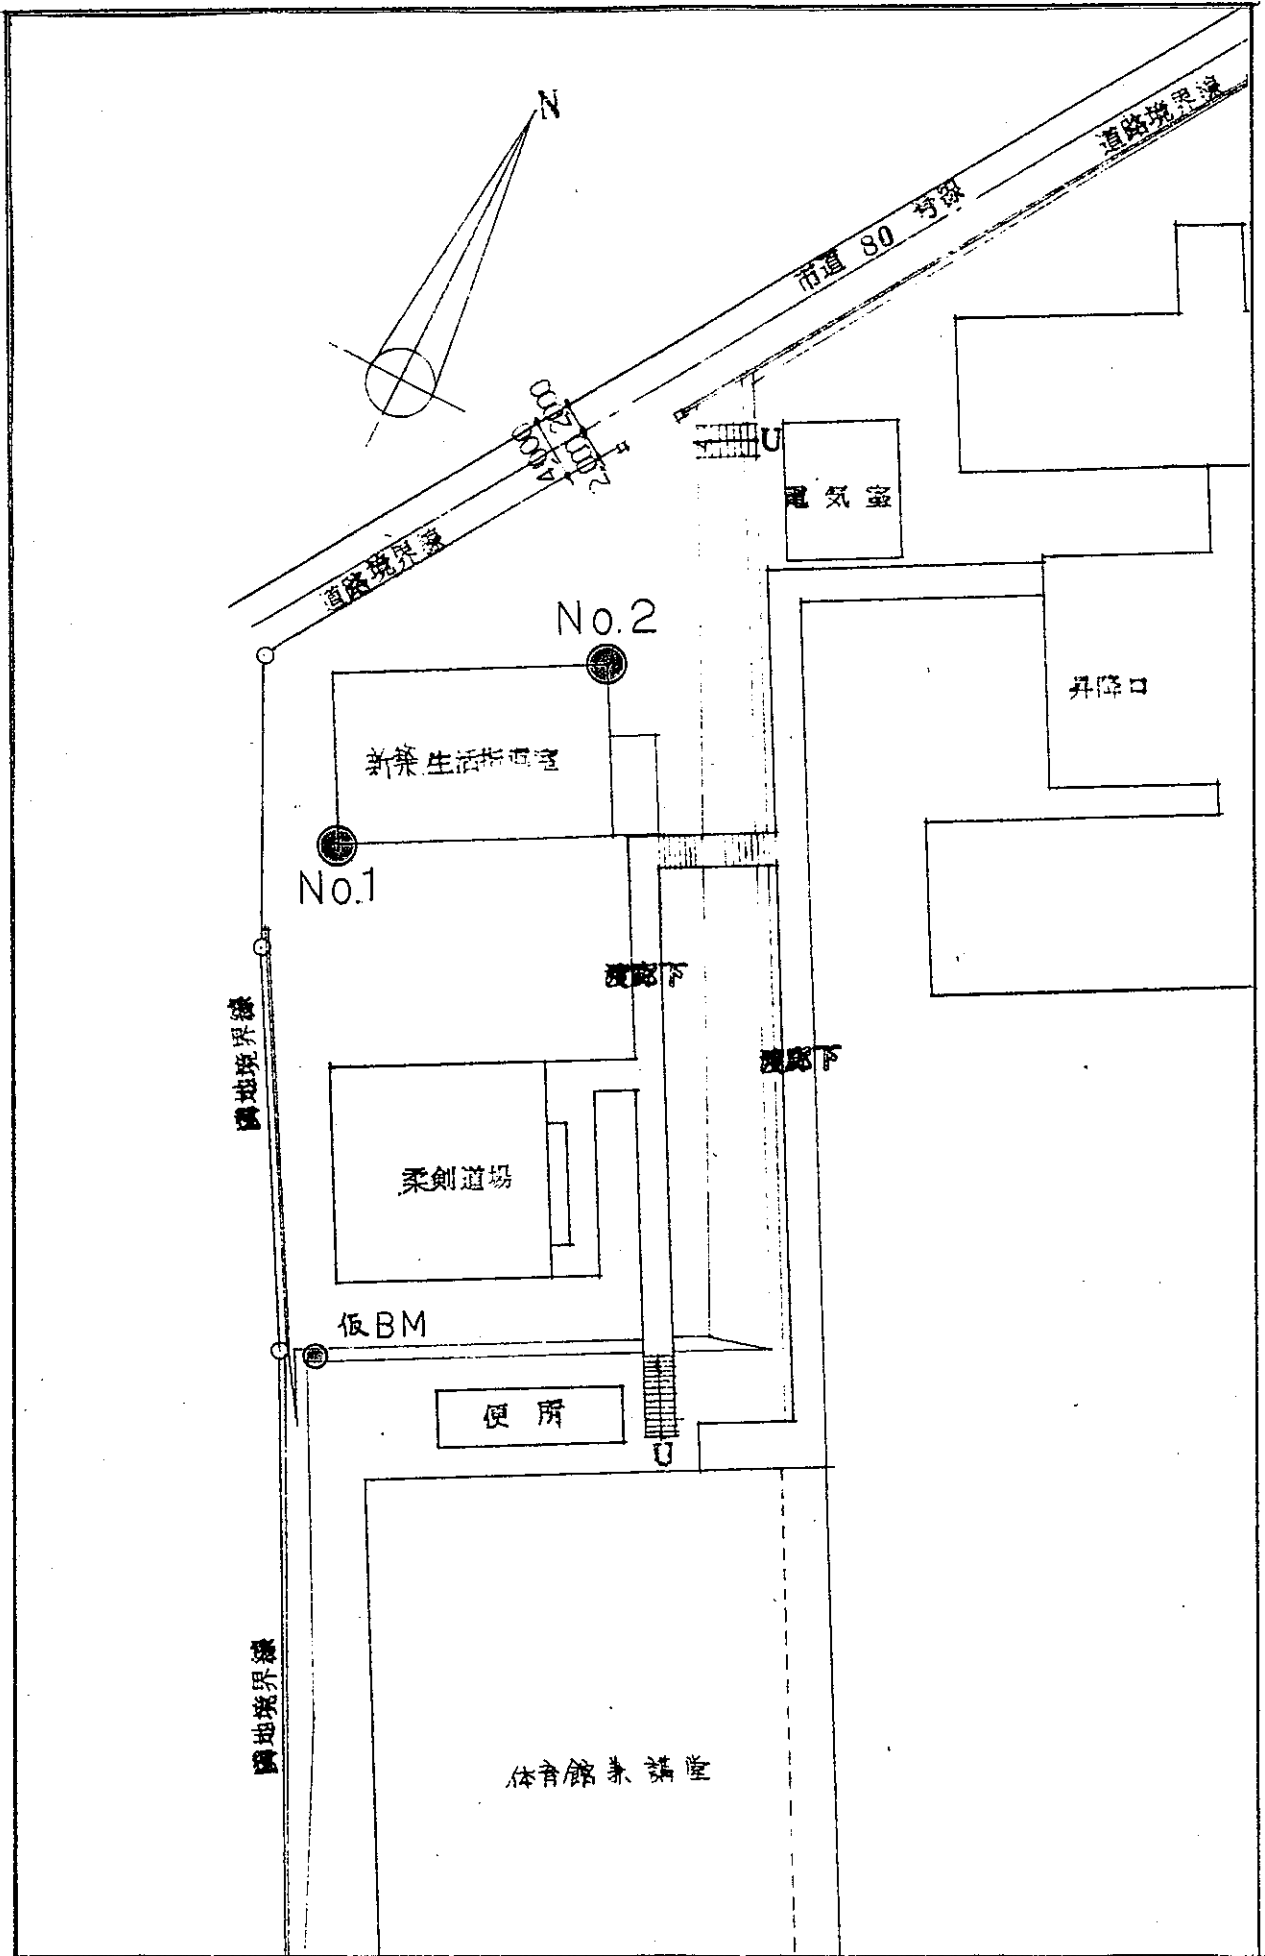 N
道路境界線
市道 80 号線
2,000
2,000
4,000
U
電気室
道路境界線
No.2
昇降口
新築生活指導室
No.1
渡廊下
隣地境界線
渡廊下
柔剣道場
仮BM
便所
U
隣地境界線
体育館兼講堂